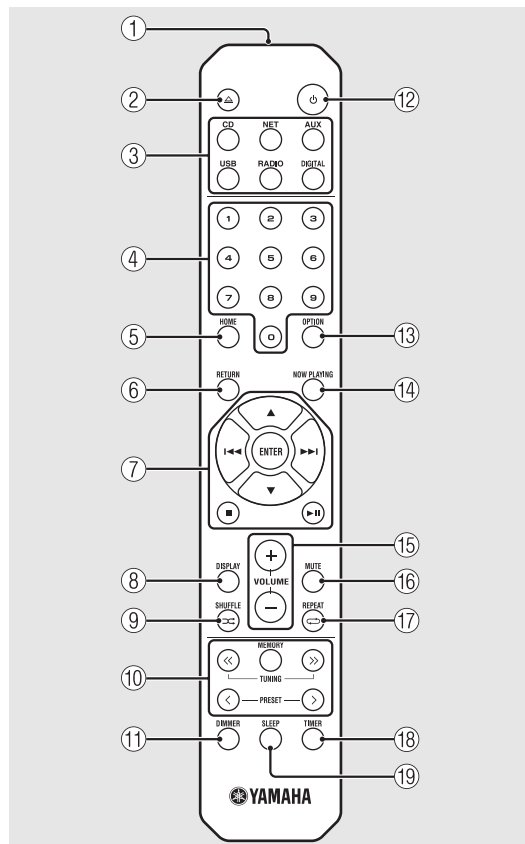 ①
② ⑫
CD NET AUX
③
USB RADIO DIGITAL
1 2 3
④ 4 5 6
7 8 9
HOME OPTION
⑤ 0 ⑬
RETURN NOW PLAYING
⑥ ⑭
⑦ ENTER
⑮
DISPLAY + MUTE
⑧ VOLUME ⑯
SHUFFLE − REPEAT
⑨ ⑰
MEMORY
⑩ TUNING
PRESET
DIMMER SLEEP TIMER
⑪ ⑱
⑲
YAMAHA